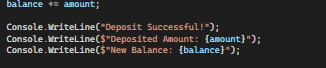 balance += amount;
Console.WriteLine("Deposit Successful!");
Console.WriteLine($"Deposited Amount: {amount}");
Console.WriteLine($"New Balance: {balance}");